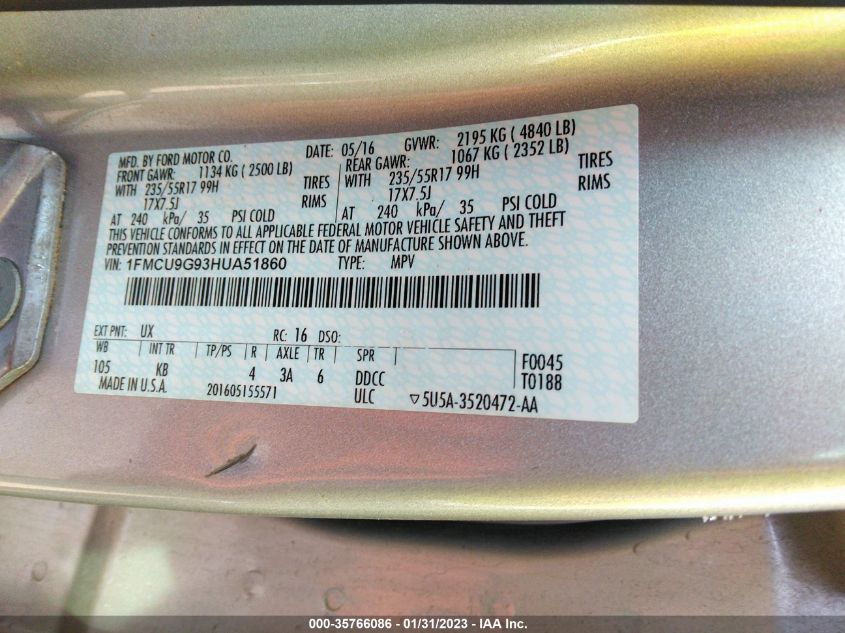 MFD. BY FORD MOTOR CO. DATE: 05/16 GVWR: 2195 KG ( 4840 LB)
FRONT GAWR: 1134 KG ( 2500 LB) REAR GAWR: 1067 KG ( 2352 LB)
WITH 235/55R17 99H TIRES WITH 235/55R17 99H TIRES
17X7.5J RIMS 17X7.5J RIMS
AT 240 kPa/ 35 PSI COLD AT 240 kPa/ 35 PSI COLD
THIS VEHICLE CONFORMS TO ALL APPLICABLE FEDERAL MOTOR VEHICLE SAFETY AND THEFT
PREVENTION STANDARDS IN EFFECT ON THE DATE OF MANUFACTURE SHOWN ABOVE.
VIN: 1FMCU9G93HUA51860 TYPE: MPV
EXT PNT: UX RC: 16 DSO:
WB INT TR TP/PS R AXLE TR SPR F0045
105 KB 4 3A 6 DDCC T0188
MADE IN U.S.A. 201605155571 ULC ▽5U5A-3520472-AA
000-35766086 - 01/31/2023 - IAA Inc.